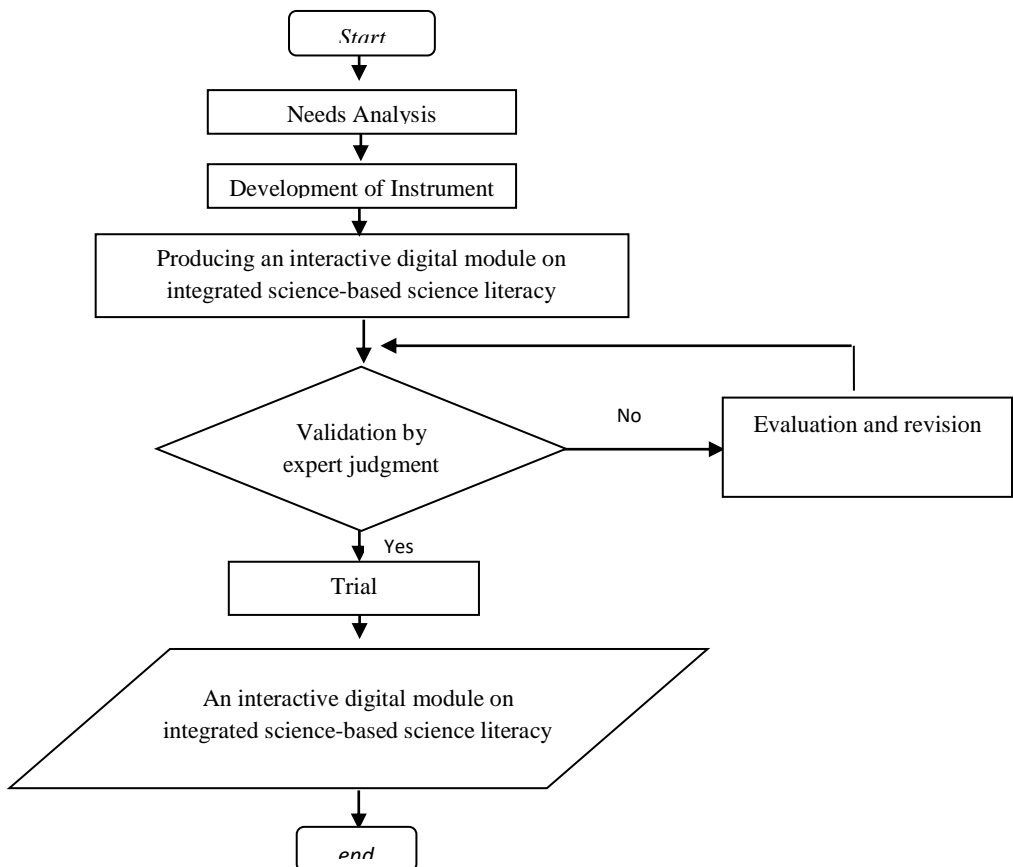 Start
Needs Analysis
Development of Instrument
Producing an interactive digital module on
integrated science-based science literacy
Validation by
expert judgment
No
Evaluation and revision
Yes
Trial
An interactive digital module on
integrated science-based science literacy
end